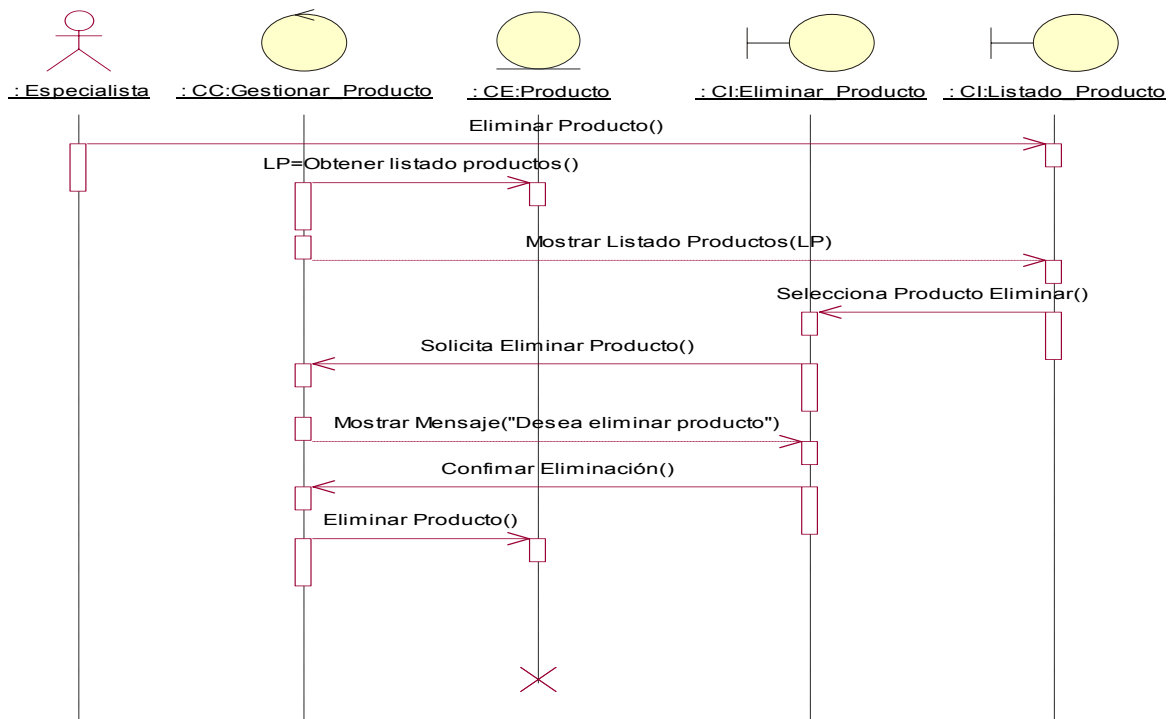 : Especialista
: CC:Gestionar_Producto
: CE:Producto
: CI:Eliminar_Producto
: CI:Listado_Producto
Eliminar Producto()
LP=Obtener listado productos()
Mostrar Listado Productos(LP)
Selecciona Producto Eliminar()
Solicita Eliminar Producto()
Mostrar Mensaje("Desea eliminar producto")
Confimar Eliminación()
Eliminar Producto()